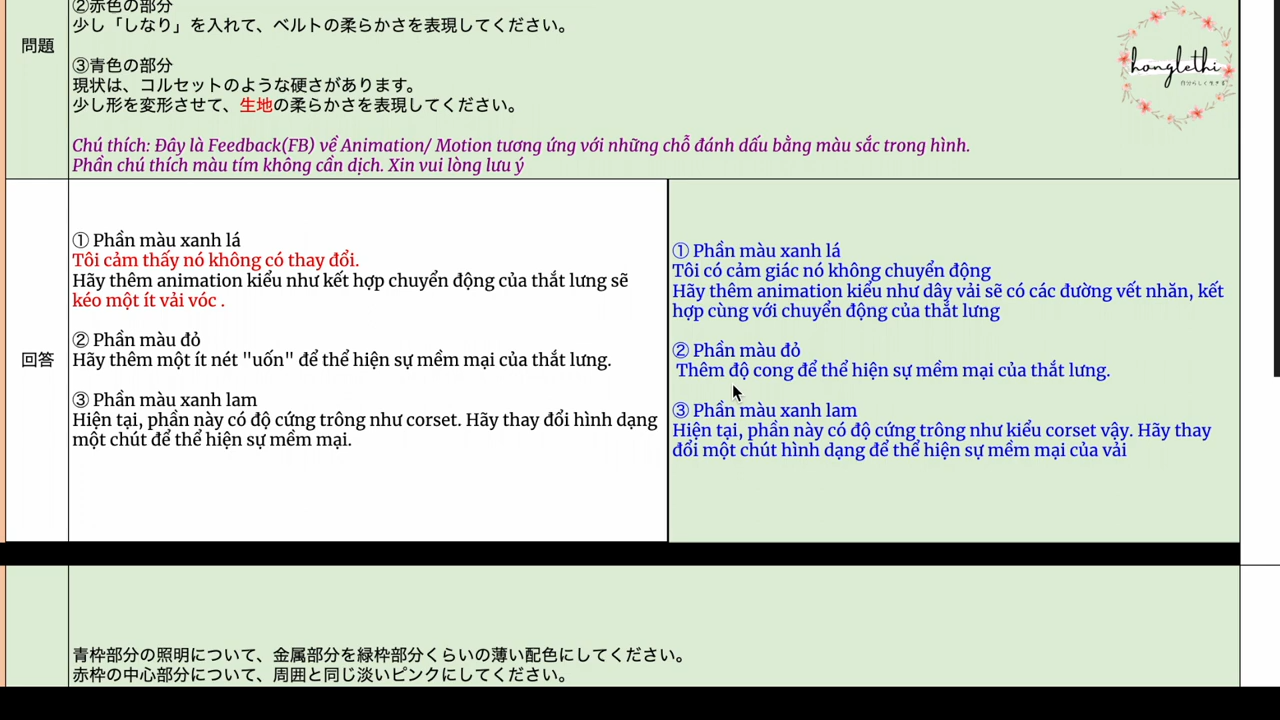 ②赤色の部分
少し「しなり」を入れて、ベルトの柔らかさを表現してください。
問題
③青色の部分
現状は、コルセットのような硬さがあります。
少し形を変形させて、生地の柔らかさを表現してください。
Chú thích: Đây là Feedback(FB) về Animation/ Motion tương ứng với những chỗ đánh dấu bằng màu sắc trong hình.
Phần chú thích màu tím không cần dịch. Xin vui lòng lưu ý
honglethi
自分らしく生きる
回答
① Phần màu xanh lá
Tôi cảm thấy nó không có thay đổi.
Hãy thêm animation kiểu như kết hợp chuyển động của thắt lưng sẽ
kéo một ít vải vóc .
② Phần màu đỏ
Hãy thêm một ít nét "uốn" để thể hiện sự mềm mại của thắt lưng.
③ Phần màu xanh lam
Hiện tại, phần này có độ cứng trông như corset. Hãy thay đổi hình dạng
một chút để thể hiện sự mềm mại.
① Phần màu xanh lá
Tôi có cảm giác nó không chuyển động
Hãy thêm animation kiểu như dây vải sẽ có các đường vết nhăn, kết
hợp cùng với chuyển động của thắt lưng
② Phần màu đỏ
Thêm độ cong để thể hiện sự mềm mại của thắt lưng.
③ Phần màu xanh lam
Hiện tại, phần này có độ cứng trông như kiểu corset vậy. Hãy thay
đổi một chút hình dạng để thể hiện sự mềm mại của vải
青枠部分の照明について、金属部分を緑枠部分くらいの薄い配色にしてください。
赤枠の中心部分について、周囲と同じ淡いピンクにしてください。